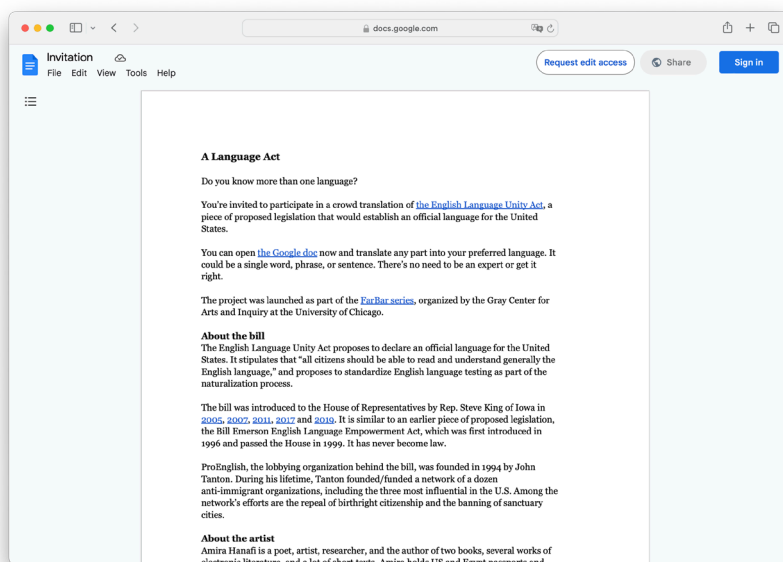 docs.google.com
Invitation
File Edit View Tools Help
Request edit access
Share
Sign in
A Language Act
Do you know more than one language?
You're invited to participate in a crowd translation of the English Language Unity Act, a
piece of proposed legislation that would establish an official language for the United
States.
You can open the Google doc now and translate any part into your preferred language. It
could be a single word, phrase, or sentence. There's no need to be an expert or get it
right.
The project was launched as part of the FarBar series, organized by the Gray Center for
Arts and Inquiry at the University of Chicago.
About the bill
The English Language Unity Act proposes to declare an official language for the United
States. It stipulates that “all citizens should be able to read and understand generally the
English language,” and proposes to standardize English language testing as part of the
naturalization process.
The bill was introduced to the House of Representatives by Rep. Steve King of Iowa in
2005, 2007, 2011, 2017 and 2019. It is similar to an earlier piece of proposed legislation,
the Bill Emerson English Language Empowerment Act, which was first introduced in
1996 and passed the House in 1999. It has never become law.
ProEnglish, the lobbying organization behind the bill, was founded in 1994 by John
Tanton. During his lifetime, Tanton founded/funded a network of a dozen
anti-immigrant organizations, including the three most influential in the U.S. Among the
network's efforts are the repeal of birthright citizenship and the banning of sanctuary
cities.
About the artist
Amira Hanafi is a poet, artist, researcher, and the author of two books, several works of
electronic literature, and a lot of short texts. Amira holds US and Egypt passports and